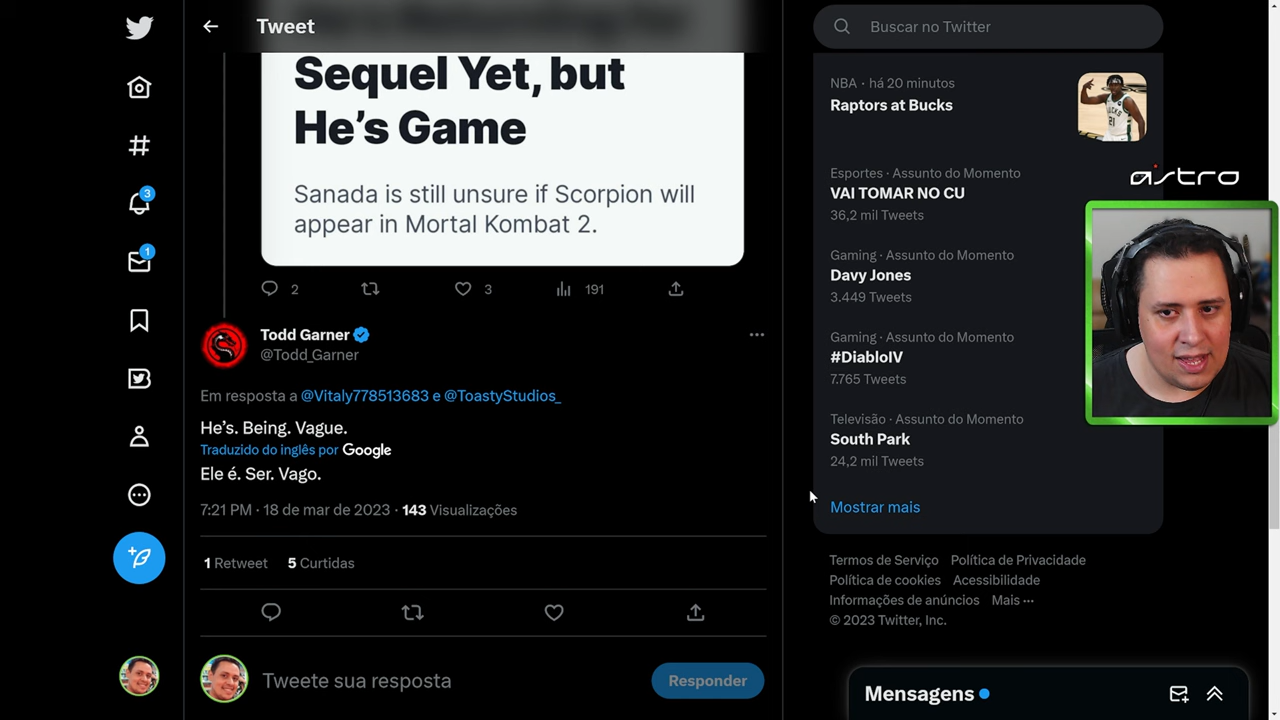 Tweet
Sequel Yet, but
He's Game
Sanada is still unsure if Scorpion will
appear in Mortal Kombat 2.
2
3
191
Todd Garner
@Todd_Garner
Em resposta a @Vitaly778513683 e @ToastyStudios_
He's. Being. Vague.
Traduzido do inglês por Google
Ele é. Ser. Vago.
7:21 PM · 18 de mar de 2023 · 143 Visualizações
1 Retweet 5 Curtidas
Tweete sua resposta
Responder
3
1
Buscar no Twitter
NBA · há 20 minutos
Raptors at Bucks
Esportes · Assunto do Momento
VAI TOMAR NO CU
36,2 mil Tweets
Gaming · Assunto do Momento
Davy Jones
3.449 Tweets
Gaming · Assunto do Momento
#DiabloIV
7.765 Tweets
Televisão · Assunto do Momento
South Park
24,2 mil Tweets
Mostrar mais
Termos de Serviço Política de Privacidade
Política de cookies Acessibilidade
Informações de anúncios Mais ···
© 2023 Twitter, Inc.
Mensagens
astro
21